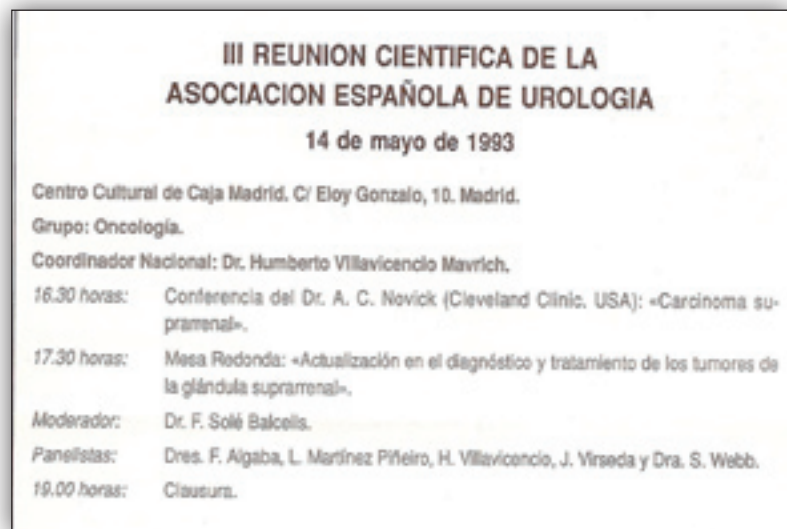 III REUNION CIENTIFICA DE LA
ASOCIACION ESPAÑOLA DE UROLOGIA
14 de mayo de 1993
Centro Cultural de Caja Madrid. C/ Eloy Gonzalo, 10. Madrid.
Grupo: Oncología.
Coordinador Nacional: Dr. Humberto Villavicencio Mavrich.
16.30 horas: Conferencia del Dr. A. C. Novick (Cleveland Clinic. USA): «Carcinoma su-
prarrenal».
17.30 horas: Mesa Redonda: «Actualización en el diagnóstico y tratamiento de los tumores de
la glándula suprarrenal».
Moderador: Dr. F. Solé Balcells.
Panelistas: Dres. F. Algaba, L. Martínez Piñeiro, H. Villavicencio, J. Virseda y Dra. S. Webb.
19.00 horas: Clausura.